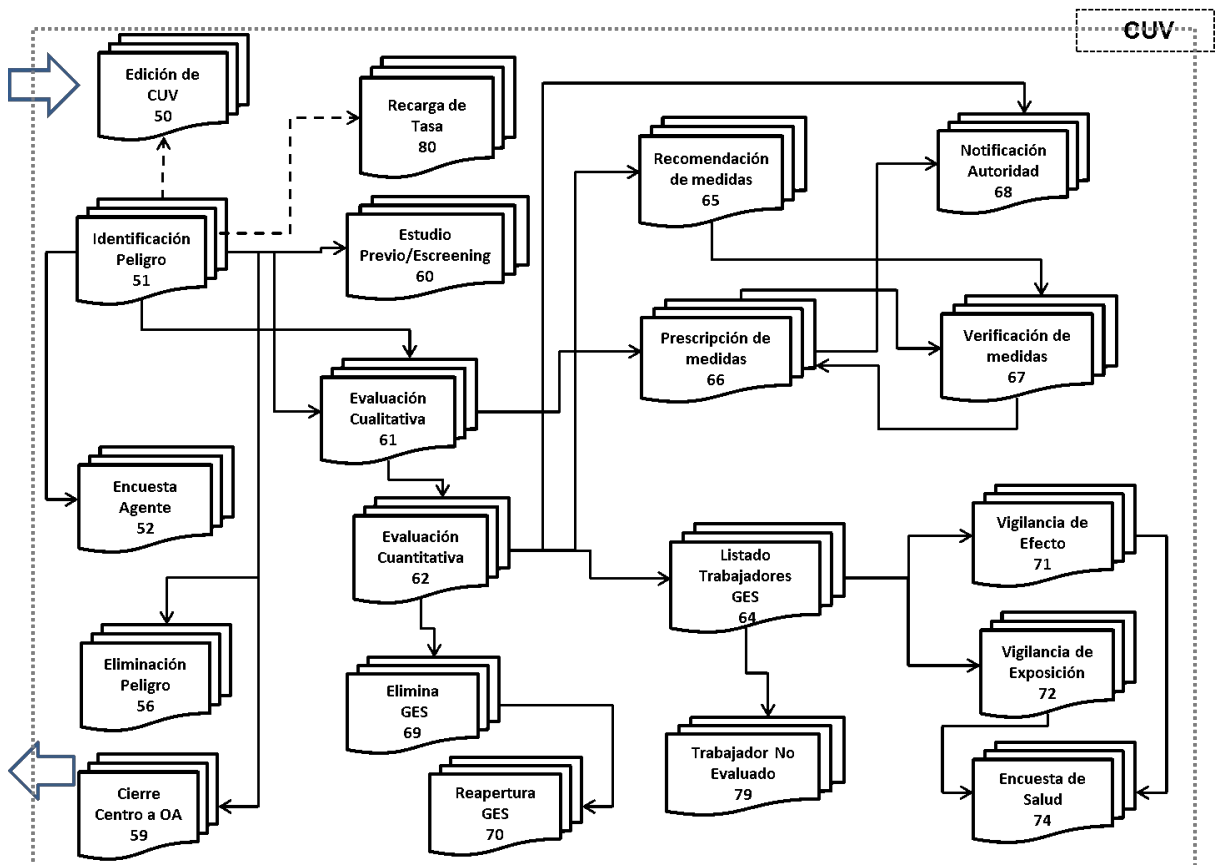 CUV
Edición de
CUV
50
Recarga de
Tasa
80
Recomendación
de medidas
65
Notificación
Autoridad
68
Identificación
Peligro
51
Estudio
Previo/Escreening
60
Prescripción de
medidas
66
Verificación de
medidas
67
Evaluación
Cualitativa
61
Encuesta
Agente
52
Evaluación
Cuantitativa
62
Listado
Trabajadores
GES
64
Vigilancia de
Efecto
71
Eliminación
Peligro
56
Elimina
GES
69
Vigilancia de
Exposición
72
Cierre
Centro a OA
59
Reapertura
GES
70
Trabajador No
Evaluado
79
Encuesta de
Salud
74